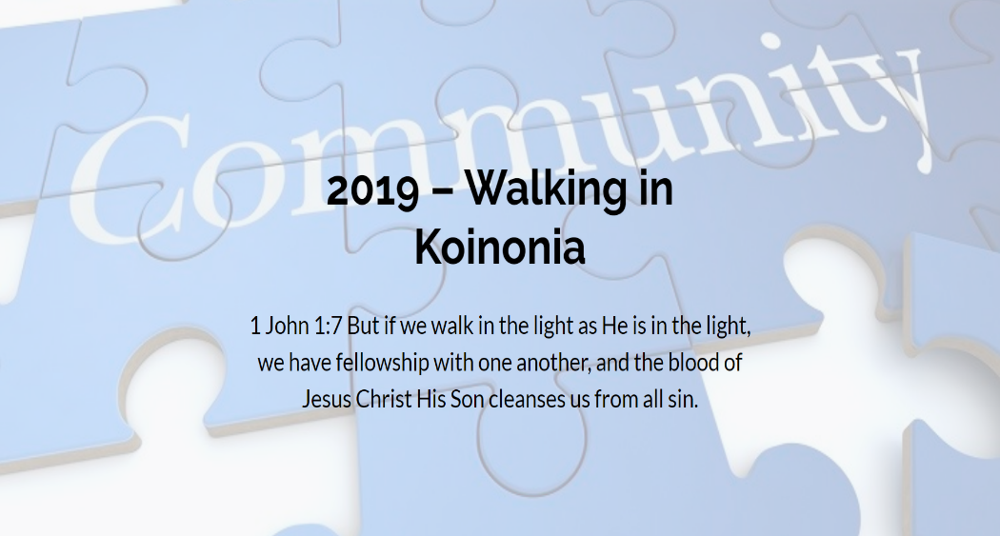 Community
2019 – Walking in
Koinonia
1 John 1:7 But if we walk in the light as He is in the light,
we have fellowship with one another, and the blood of
Jesus Christ His Son cleanses us from all sin.